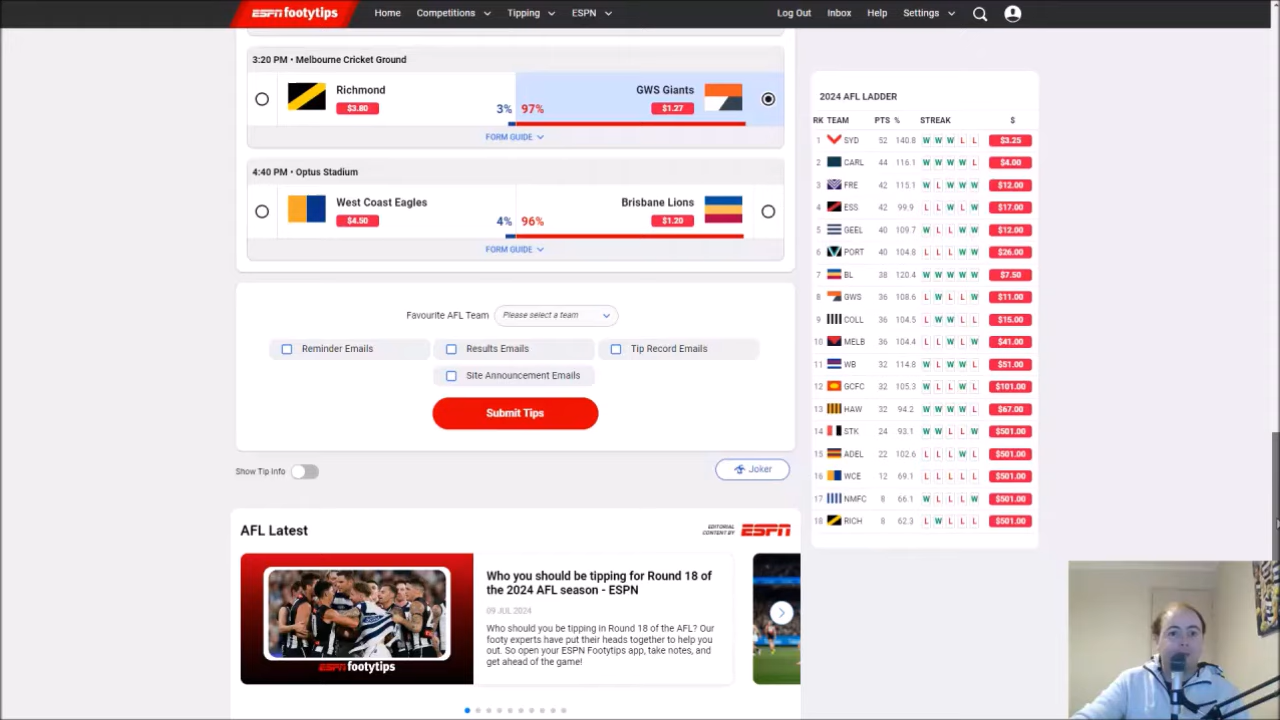 ESPN footytips
Home Competitions Tipping ESPN Log Out Inbox Help Settings
3:20 PM • Melbourne Cricket Ground
Richmond GWS Giants
$3.80 3% 97% $1.27
FORM GUIDE
4:40 PM • Optus Stadium
West Coast Eagles Brisbane Lions
$4.50 4% 96% $1.20
FORM GUIDE
Favourite AFL Team Please select a team
Reminder Emails Results Emails Tip Record Emails
Site Announcement Emails
Submit Tips
Show Tip Info Joker
AFL Latest EDITORIAL CONTENT BY ESPN
ESPN footytips
Who you should be tipping for Round 18 of
the 2024 AFL season - ESPN
09 JUL 2024
Who should you be tipping in Round 18 of the AFL? Our
footy experts have put their heads together to help you
out. So open your ESPN Footytips app, take notes, and
get ahead of the game!
2024 AFL LADDER
RK TEAM PTS % STREAK $
1 SYD 52 140.8 W W W L L $3.25
2 CARL 44 116.1 W W W W L $4.00
3 FRE 42 115.1 W L W W W $12.00
4 ESS 42 99.9 L L W L W $17.00
5 GEEL 40 109.7 W L L W W $12.00
6 PORT 40 104.8 L L L W W $26.00
7 BL 38 120.4 W W W W W $7.50
8 GWS 36 108.6 L W L L W $11.00
9 COLL 36 104.5 L W W L L $15.00
10 MELB 36 104.4 L L W L W $41.00
11 WB 32 114.8 W L W W L $51.00
12 GCFC 32 105.3 L W L W L $101.00
13 HAW 32 94.2 W W W W L $67.00
14 STK 24 93.1 W W L L W $501.00
15 ADEL 22 102.6 L L L W L $501.00
16 WCE 12 69.1 L L L L L $501.00
17 NMFC 8 66.1 W L L L W $501.00
18 RICH 8 62.3 L W L L L $501.00